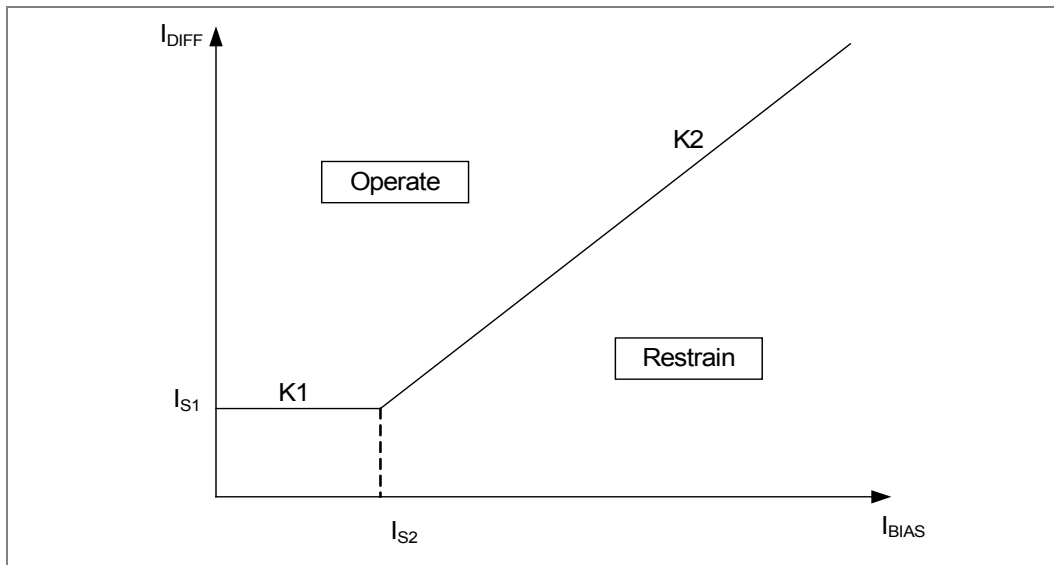 IDIFF
K2
Operate
Restrain
K1
IS1
IS2
IBIAS